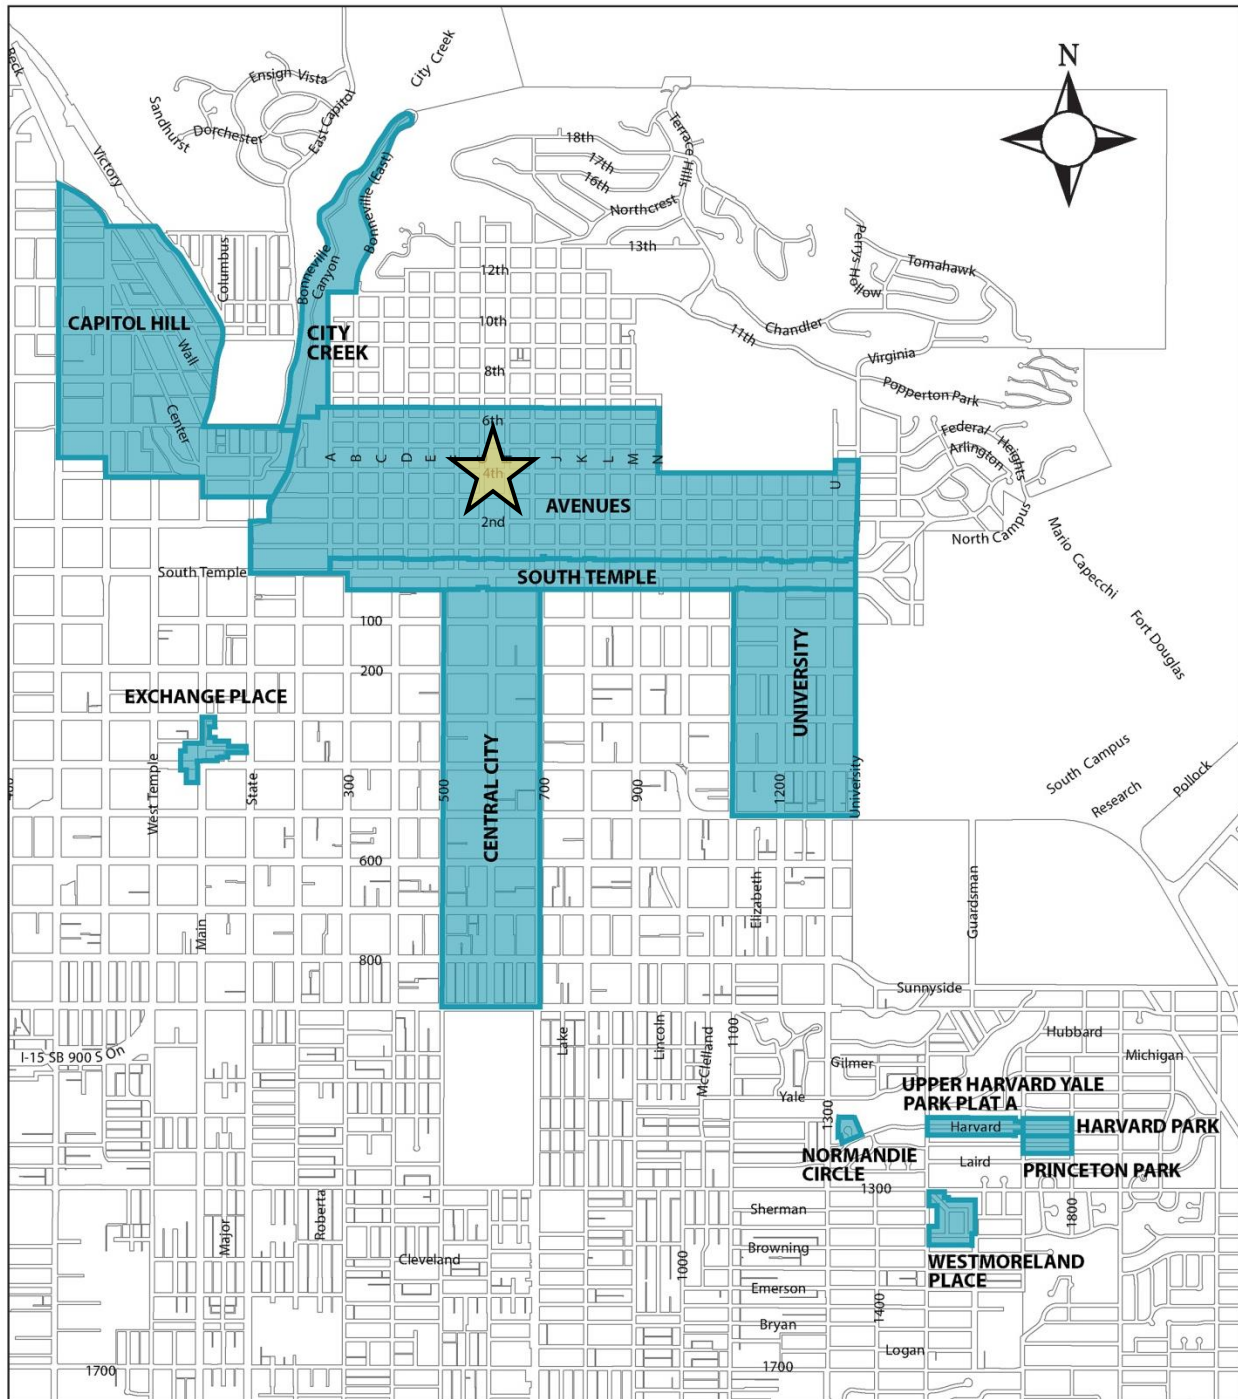 N
City Creek
Beck
Ensign Vista
East Capitol
Sandhurst
Dorchester
Victory
18th
17th
16th
Terrace Hills
Northcrest
13th
Bonneville (East)
Columbus
Bonneville
Canyon
12th
Perrys Hollow
Tomahawk
CAPITOL HILL
Wall
CITY
CREEK
10th
11th
Chandler
Virginia
8th
Popperton Park
Center
6th
Federal Heights
Arlington
A
B
C
D
E
J
K
L
M
N
4th
U
AVENUES
2nd
North Campus
Mario Capecchi
South Temple
SOUTH TEMPLE
Fort Douglas
100
200
UNIVERSITY
EXCHANGE PLACE
West Temple
State
300
500
CENTRAL CITY
700
900
1200
University
South Campus
Research
Pollock
600
Elizabeth
Guardsman
Main
800
Sunnyside
I-15 SB 900 S On
Lake
Lincoln
McClelland
1100
Hubbard
Gilmer
Michigan
Yale
UPPER HARVARD YALE
PARK PLAT A
1300
Harvard
HARVARD PARK
NORMANDIE
CIRCLE
Laird
PRINCETON PARK
1300
Major
Roberta
Sherman
1800
Cleveland
1000
Browning
WESTMORELAND
PLACE
Emerson
1400
Bryan
Logan
1700
1700